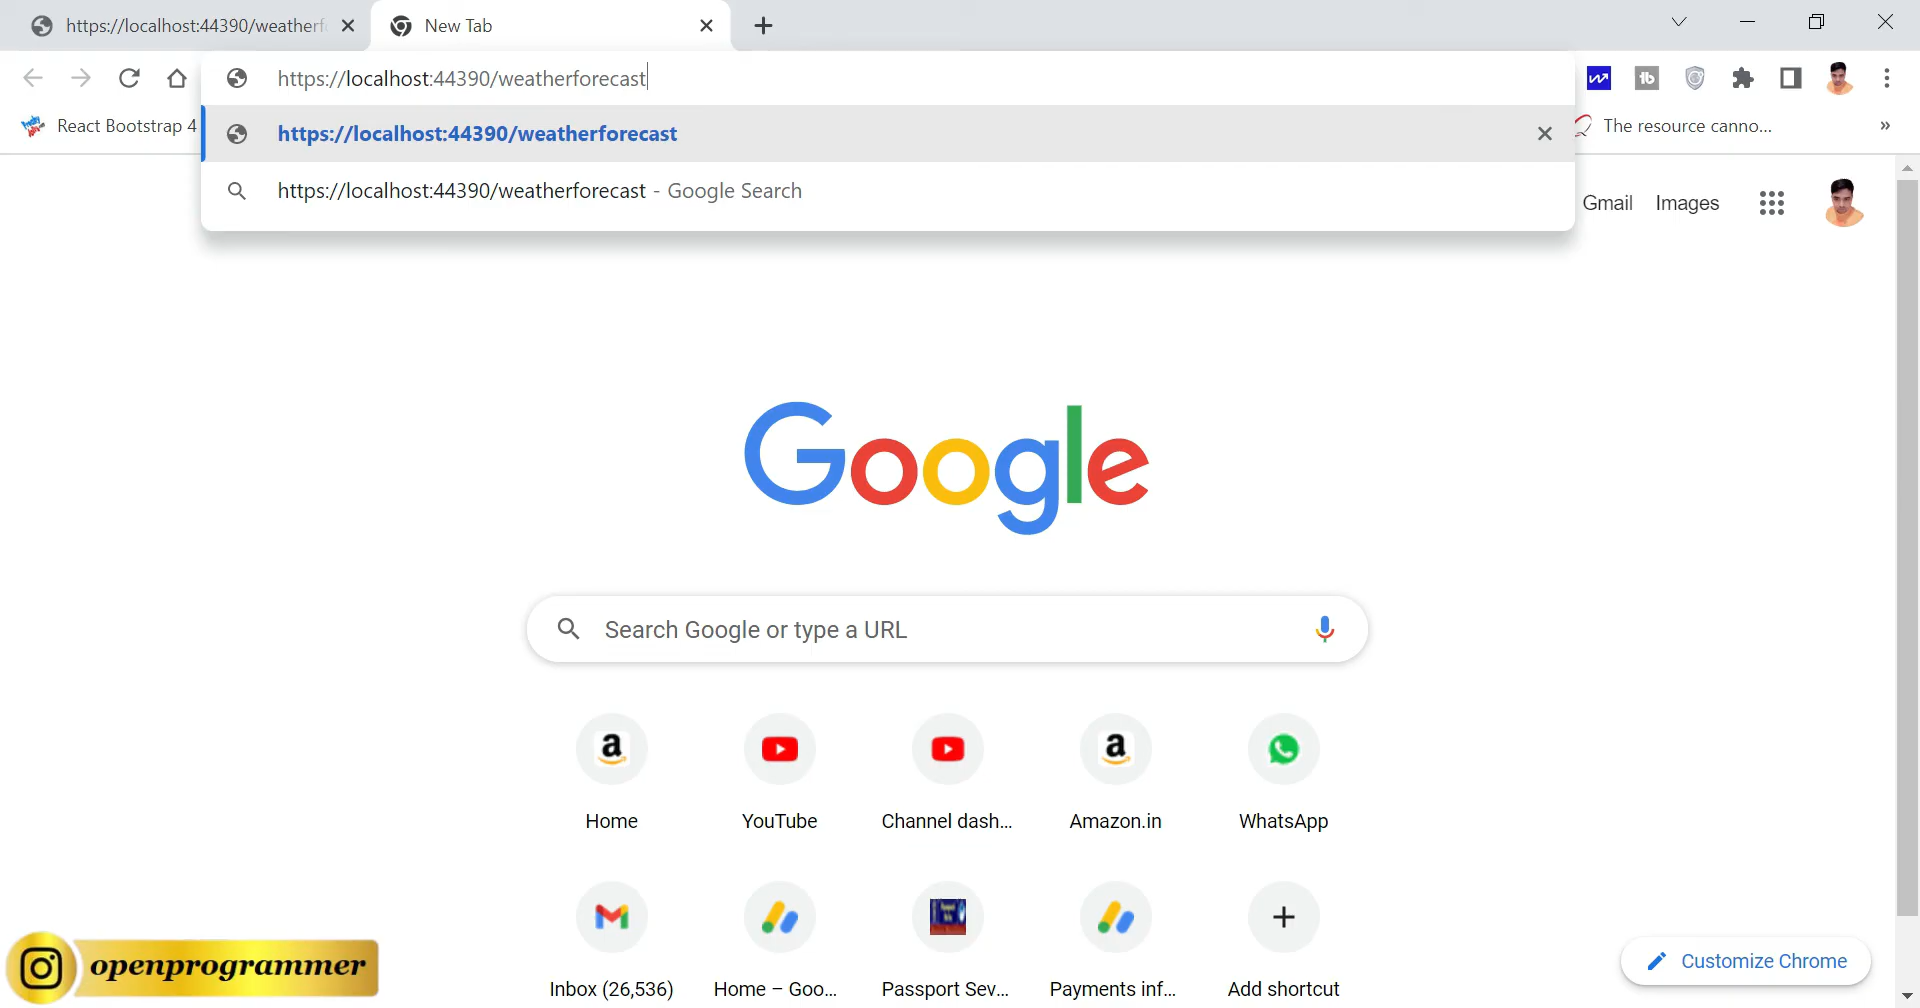 https://localhost:44390/weatherf
New Tab
https://localhost:44390/weatherforecast
React Bootstrap 4
https://localhost:44390/weatherforecast
The resource canno...
https://localhost:44390/weatherforecast - Google Search
Gmail Images
Google
Search Google or type a URL
Home YouTube Channel dash... Amazon.in WhatsApp
Inbox (26,536) Home – Goo... Passport Sev... Payments inf... Add shortcut
Customize Chrome
openprogrammer